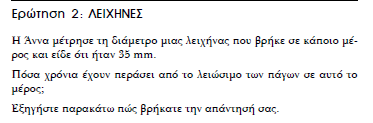 Ερώτηση 2: ΛΕΙΧΗΝΕΣ
Η Άννα μέτρησε τη διάμετρο μιας λειχήνας που βρήκε σε κάποιο μέ-
ρος και είδε ότι ήταν 35 mm.
Πόσα χρόνια έχουν περάσει από το λειώσιμο των πάγων σε αυτό το
μέρος;
Εξηγήστε παρακάτω πώς βρήκατε την απάντησή σας.